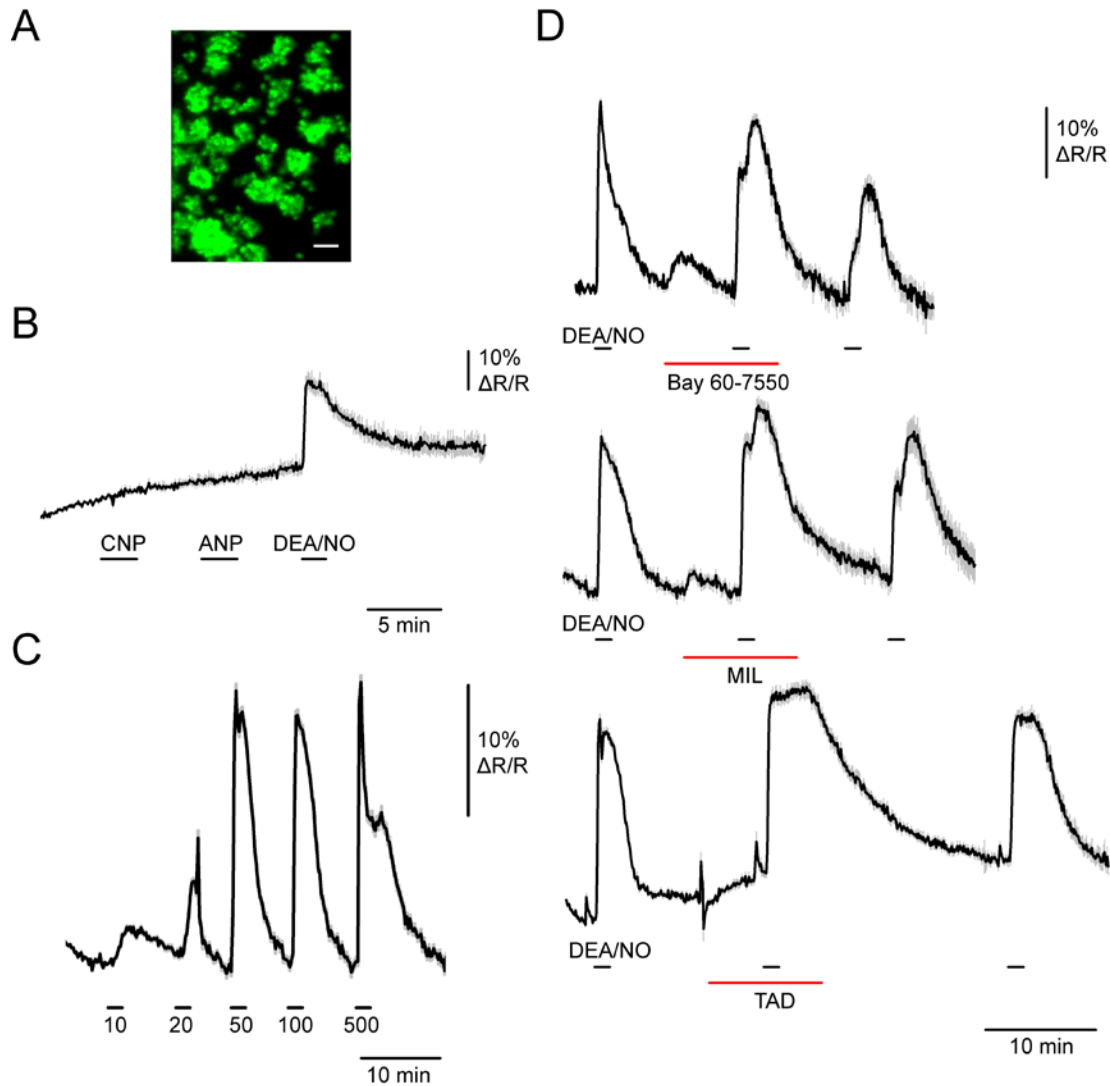 A
B
10%
ΔR/R
CNP ANP DEA/NO
5 min
C
10%
ΔR/R
10 20 50 100 500
10 min
D
10%
ΔR/R
DEA/NO
Bay 60-7550
DEA/NO
MIL
DEA/NO
TAD
10 min